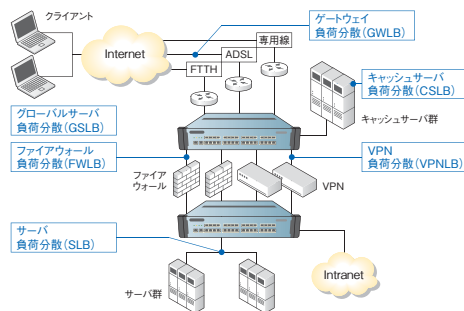 クライアント
Internet
専用線
ADSL
FTTH
ゲートウェイ
負荷分散(GWLB)
キャッシュサーバ
負荷分散(CSLB)
キャッシュサーバ群
グローバルサーバ
負荷分散(GSLB)
ファイアウォール
負荷分散(FWLB)
ファイア
ウォール
VPN
VPN
負荷分散(VPNLB)
サーバ
負荷分散(SLB)
サーバ群
Intranet